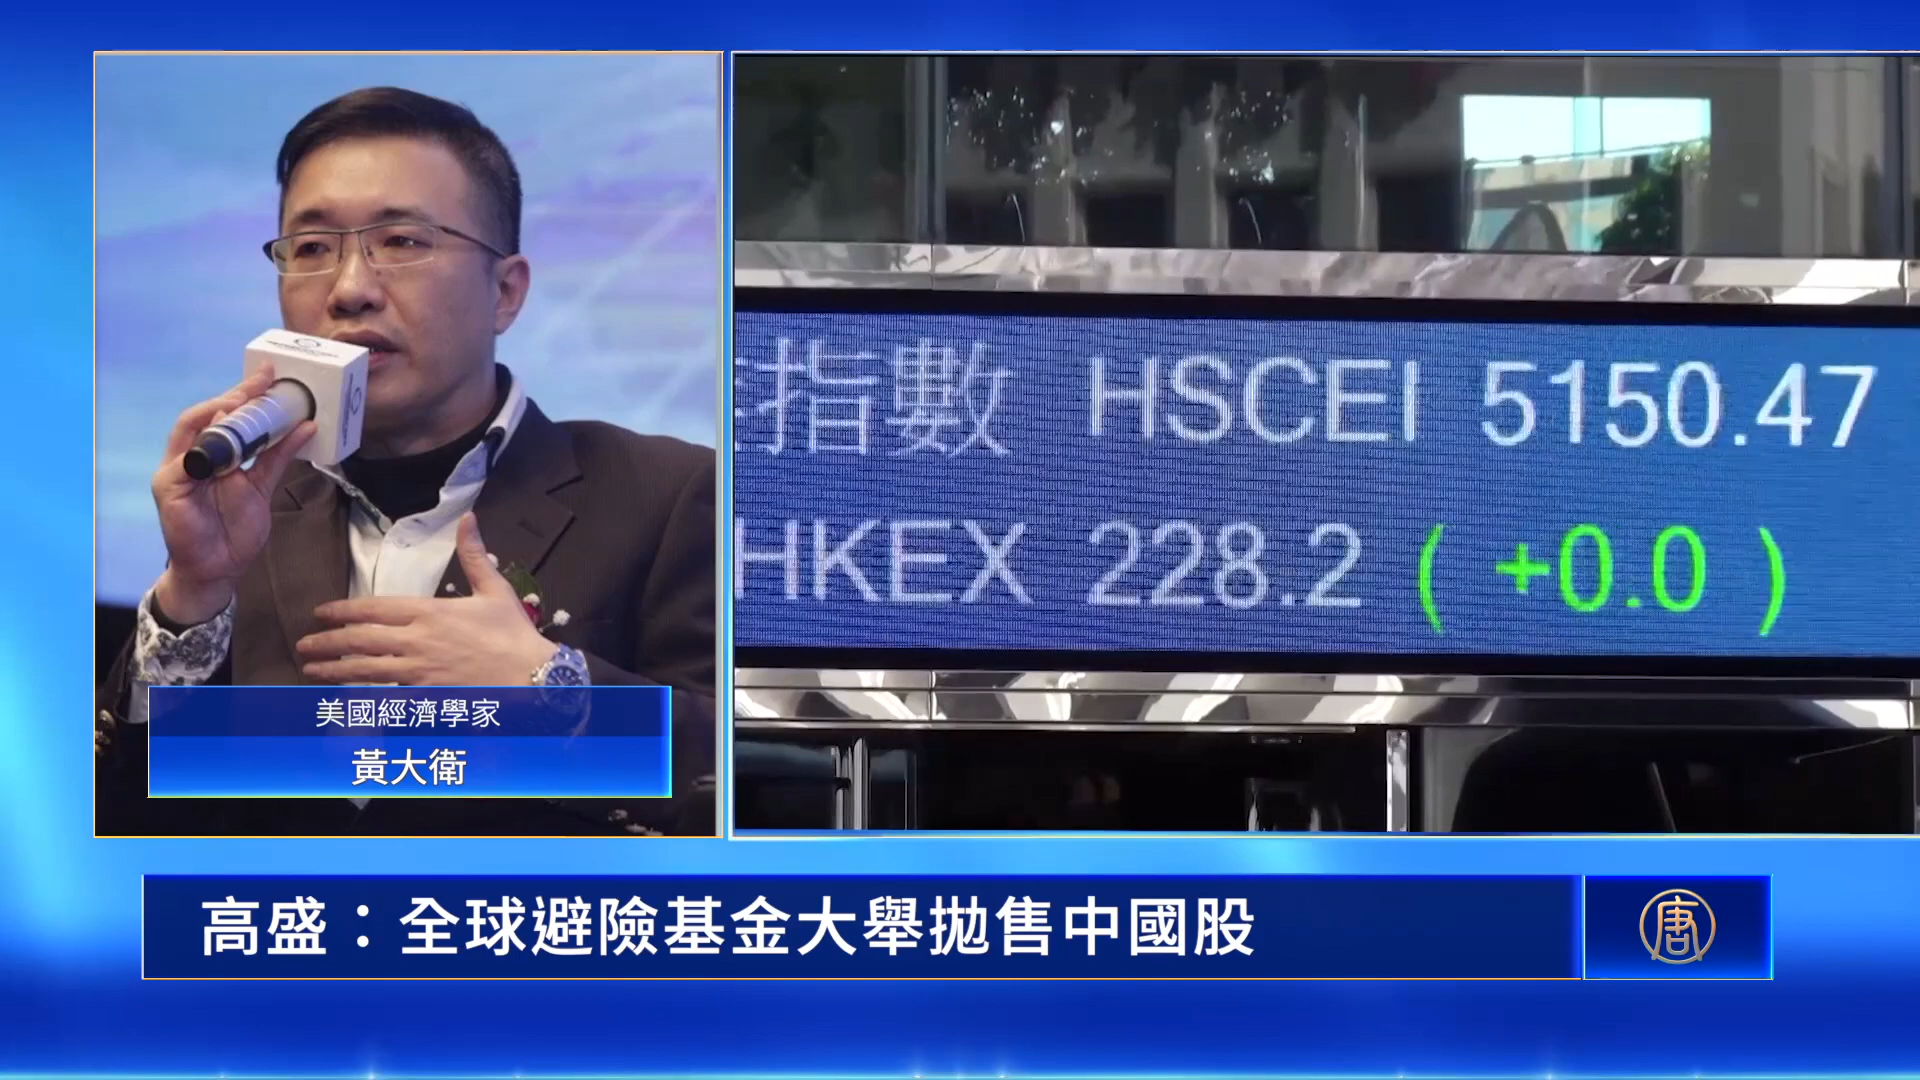 美國經濟學家
黃大衛
指數 HSCEI 5150.47
HKEX 228.2 ( +0.0 )
高盛：全球避險基金大舉拋售中國股
唐